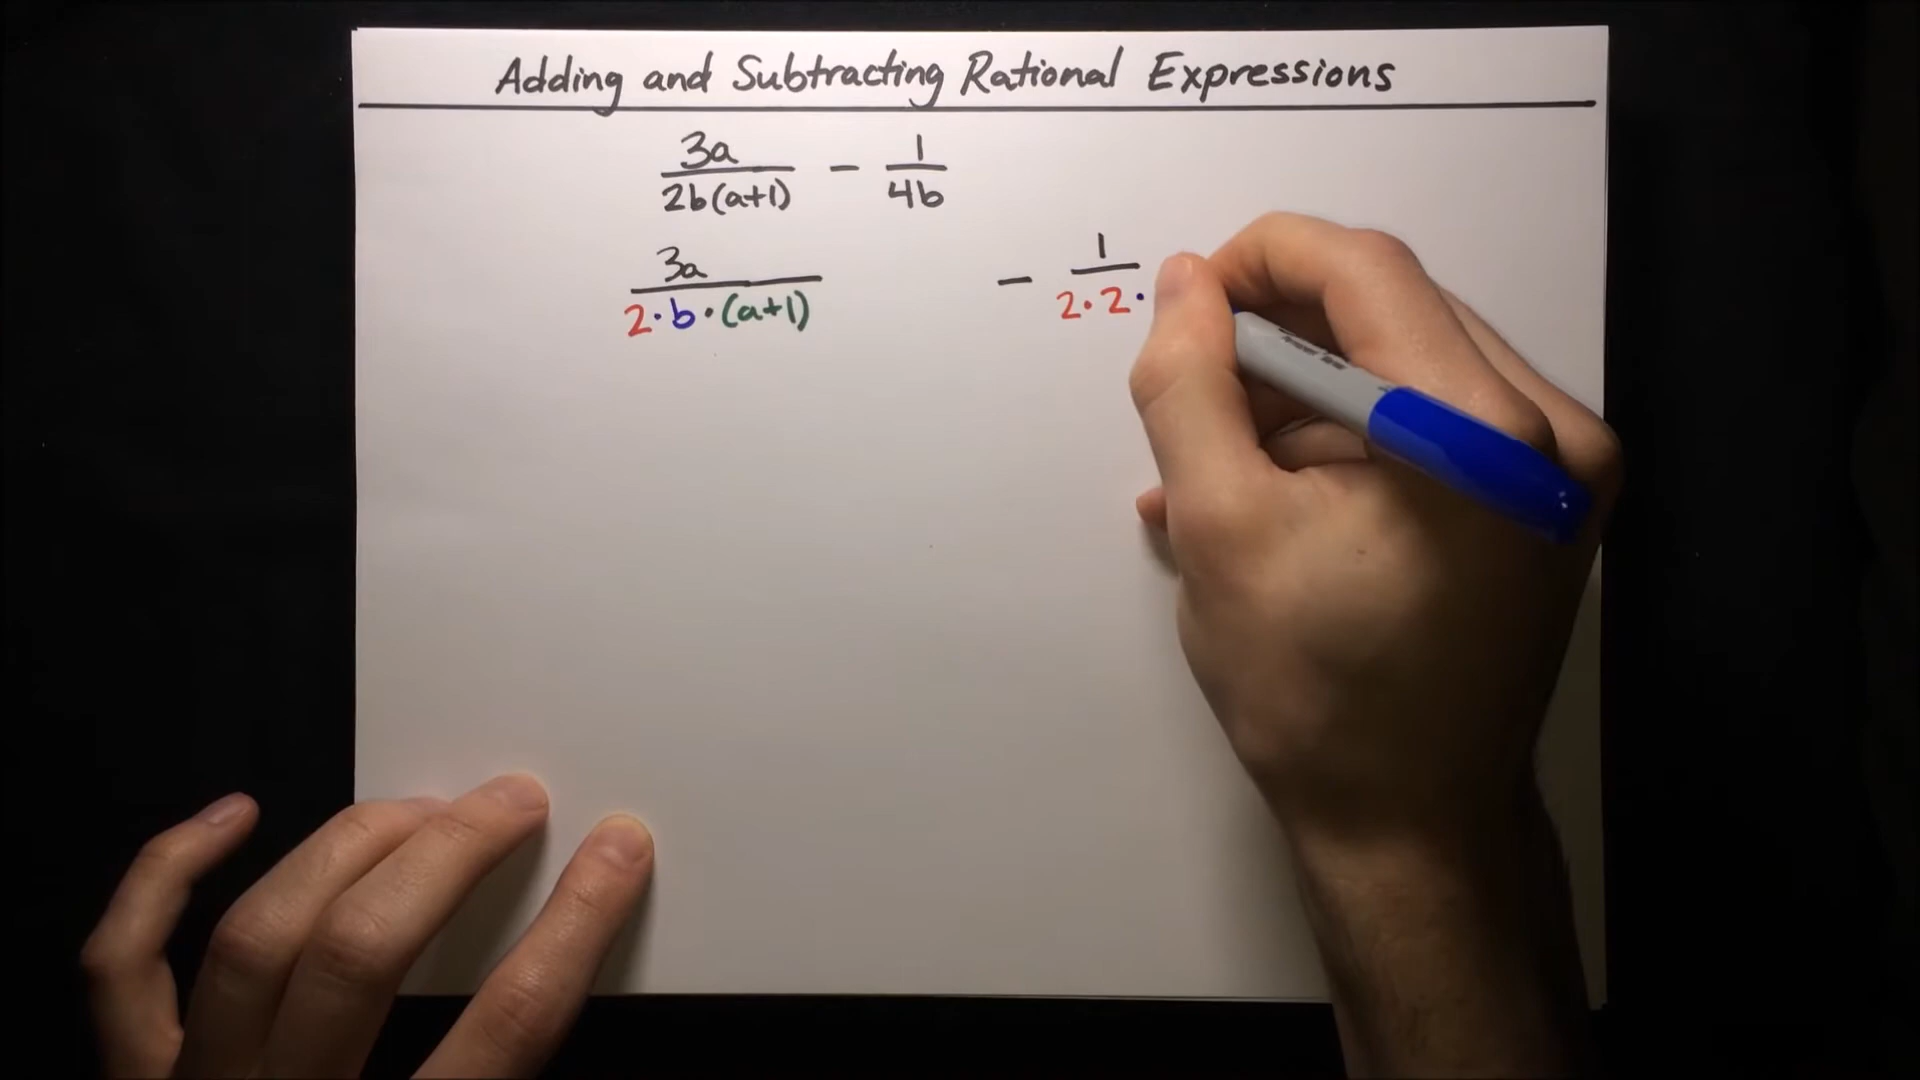 Adding and Subtracting Rational Expressions
3a/2b(a+1) - 1/4b
3a/2·b·(a+1) - 1/2·2·